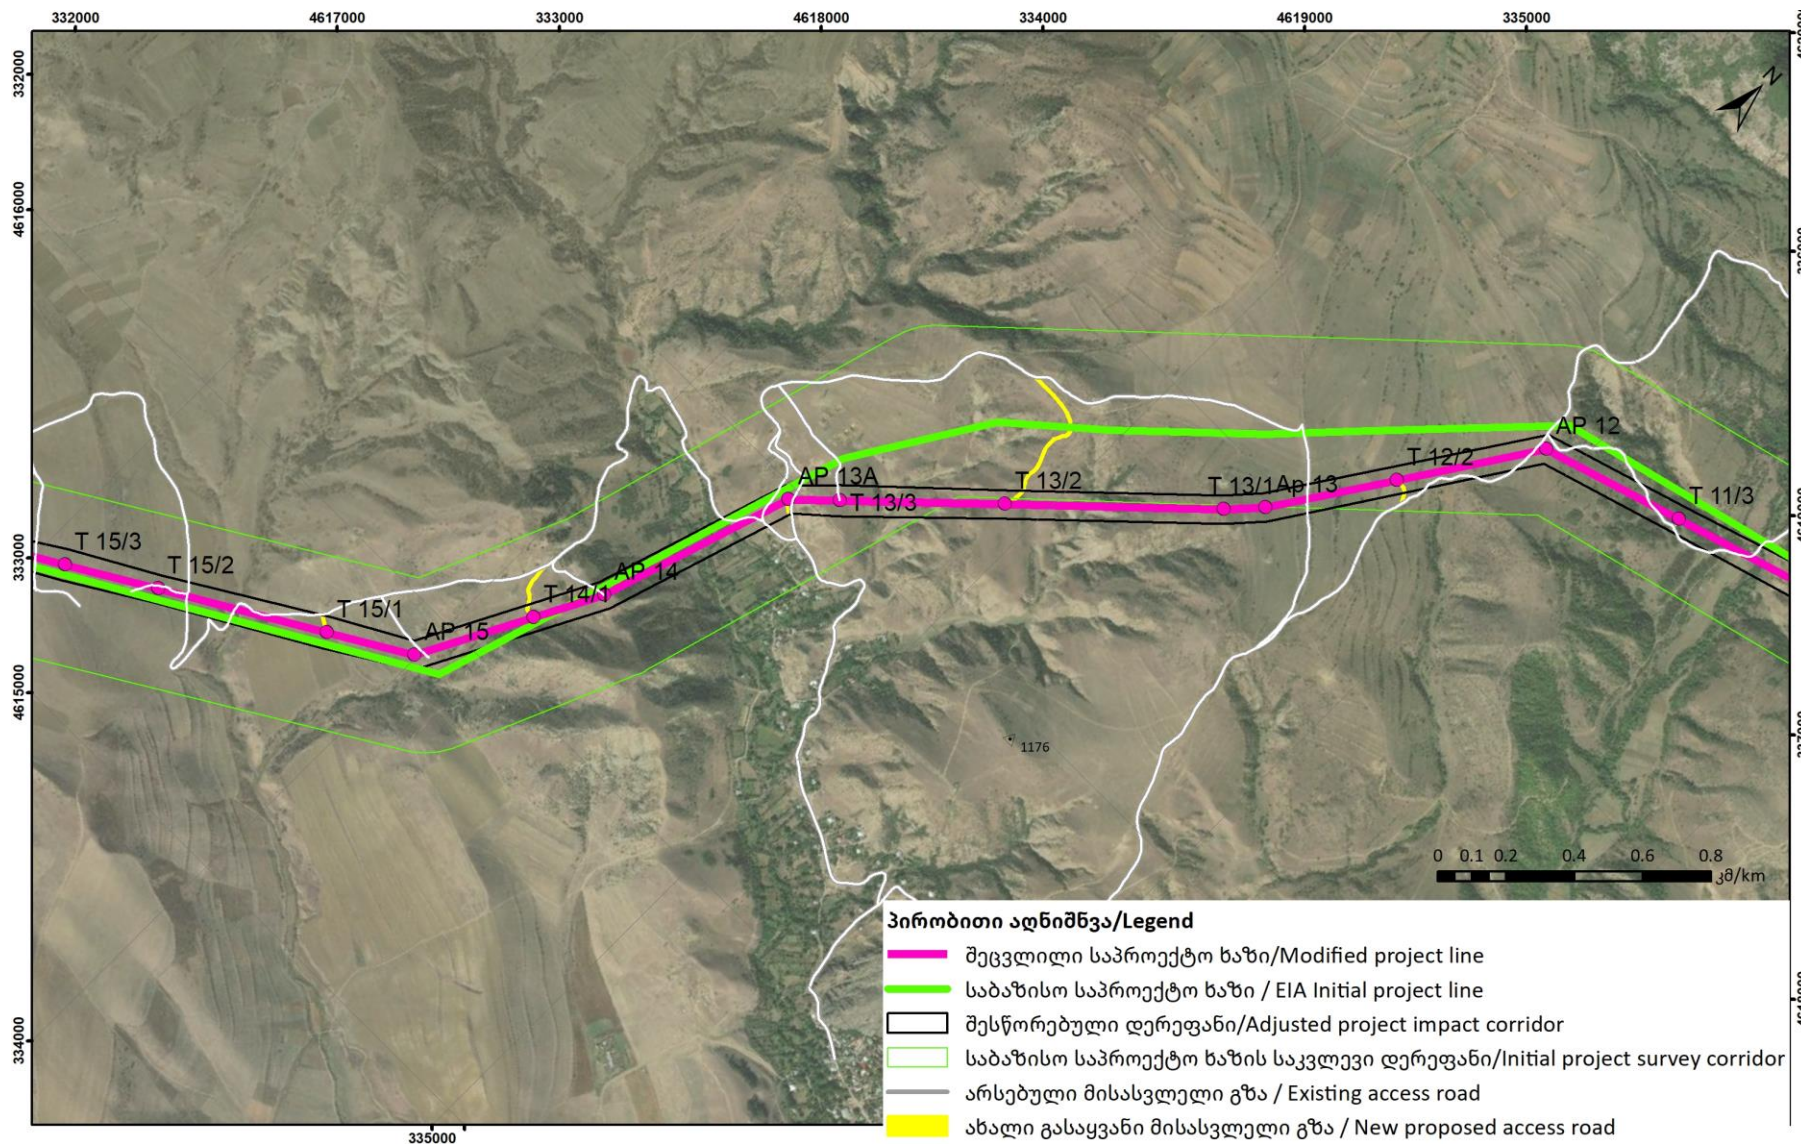 332000 4617000 333000 4618000 334000 4619000 335000
332000
N
4616000
AP 12
AP 13A T 13/2 T 12/2
T 13/3 T 13/1 Ap 13 T 11/3
T 15/3
333000
T 15/2 AP 14
T 14/1
T 15/1
AP 15
4615000
1176
0 0.1 0.2 0.4 0.6 0.8
კმ/km
პირობითი აღნიშნვა/Legend
შეცვლილი საპროექტო ხაზი/Modified project line
საბაზისო საპროექტო ხაზი / EIA Initial project line
შესწორებული დერეფანი/Adjusted project impact corridor
საბაზისო საპროექტო ხაზის საკვლევი დერეფანი/Initial project survey corridor
არსებული მისასვლელი გზა / Existing access road
ახალი გასაყვანი მისასვლელი გზა / New proposed access road
334000
335000